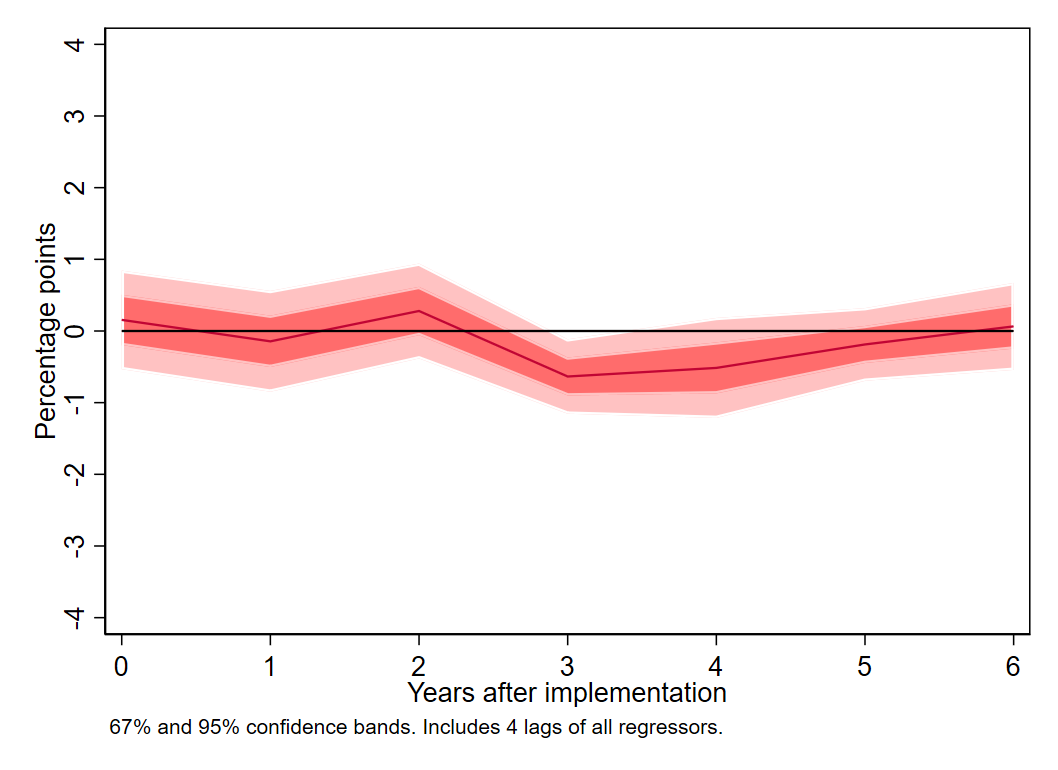 4
3
2
1
0
-1
-2
-3
-4
Percentage points
0 1 2 3 4 5 6
Years after implementation
67% and 95% confidence bands. Includes 4 lags of all regressors.